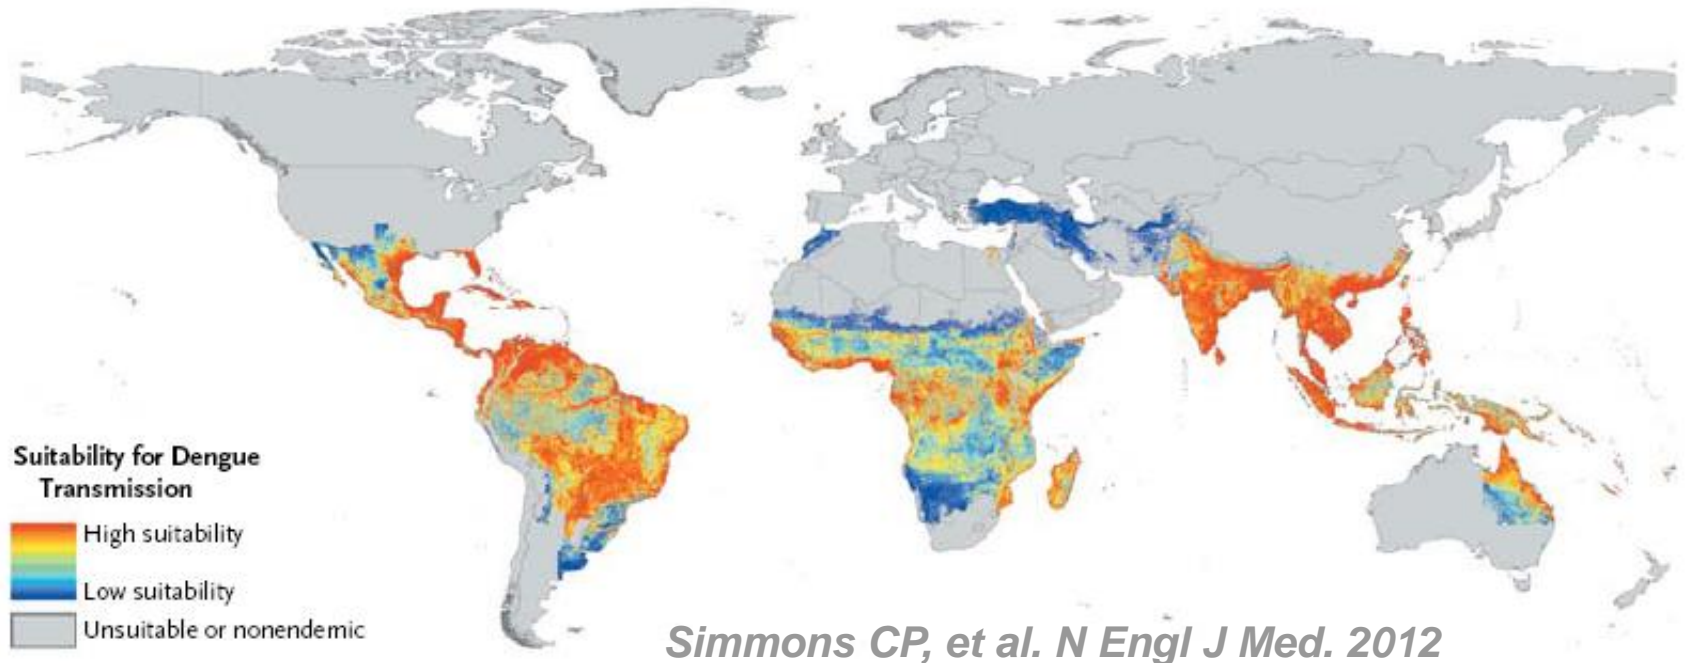 Suitability for Dengue
Transmission
High suitability
Low suitability
Unsuitable or nonendemic
Simmons CP, et al. N Engl J Med. 2012